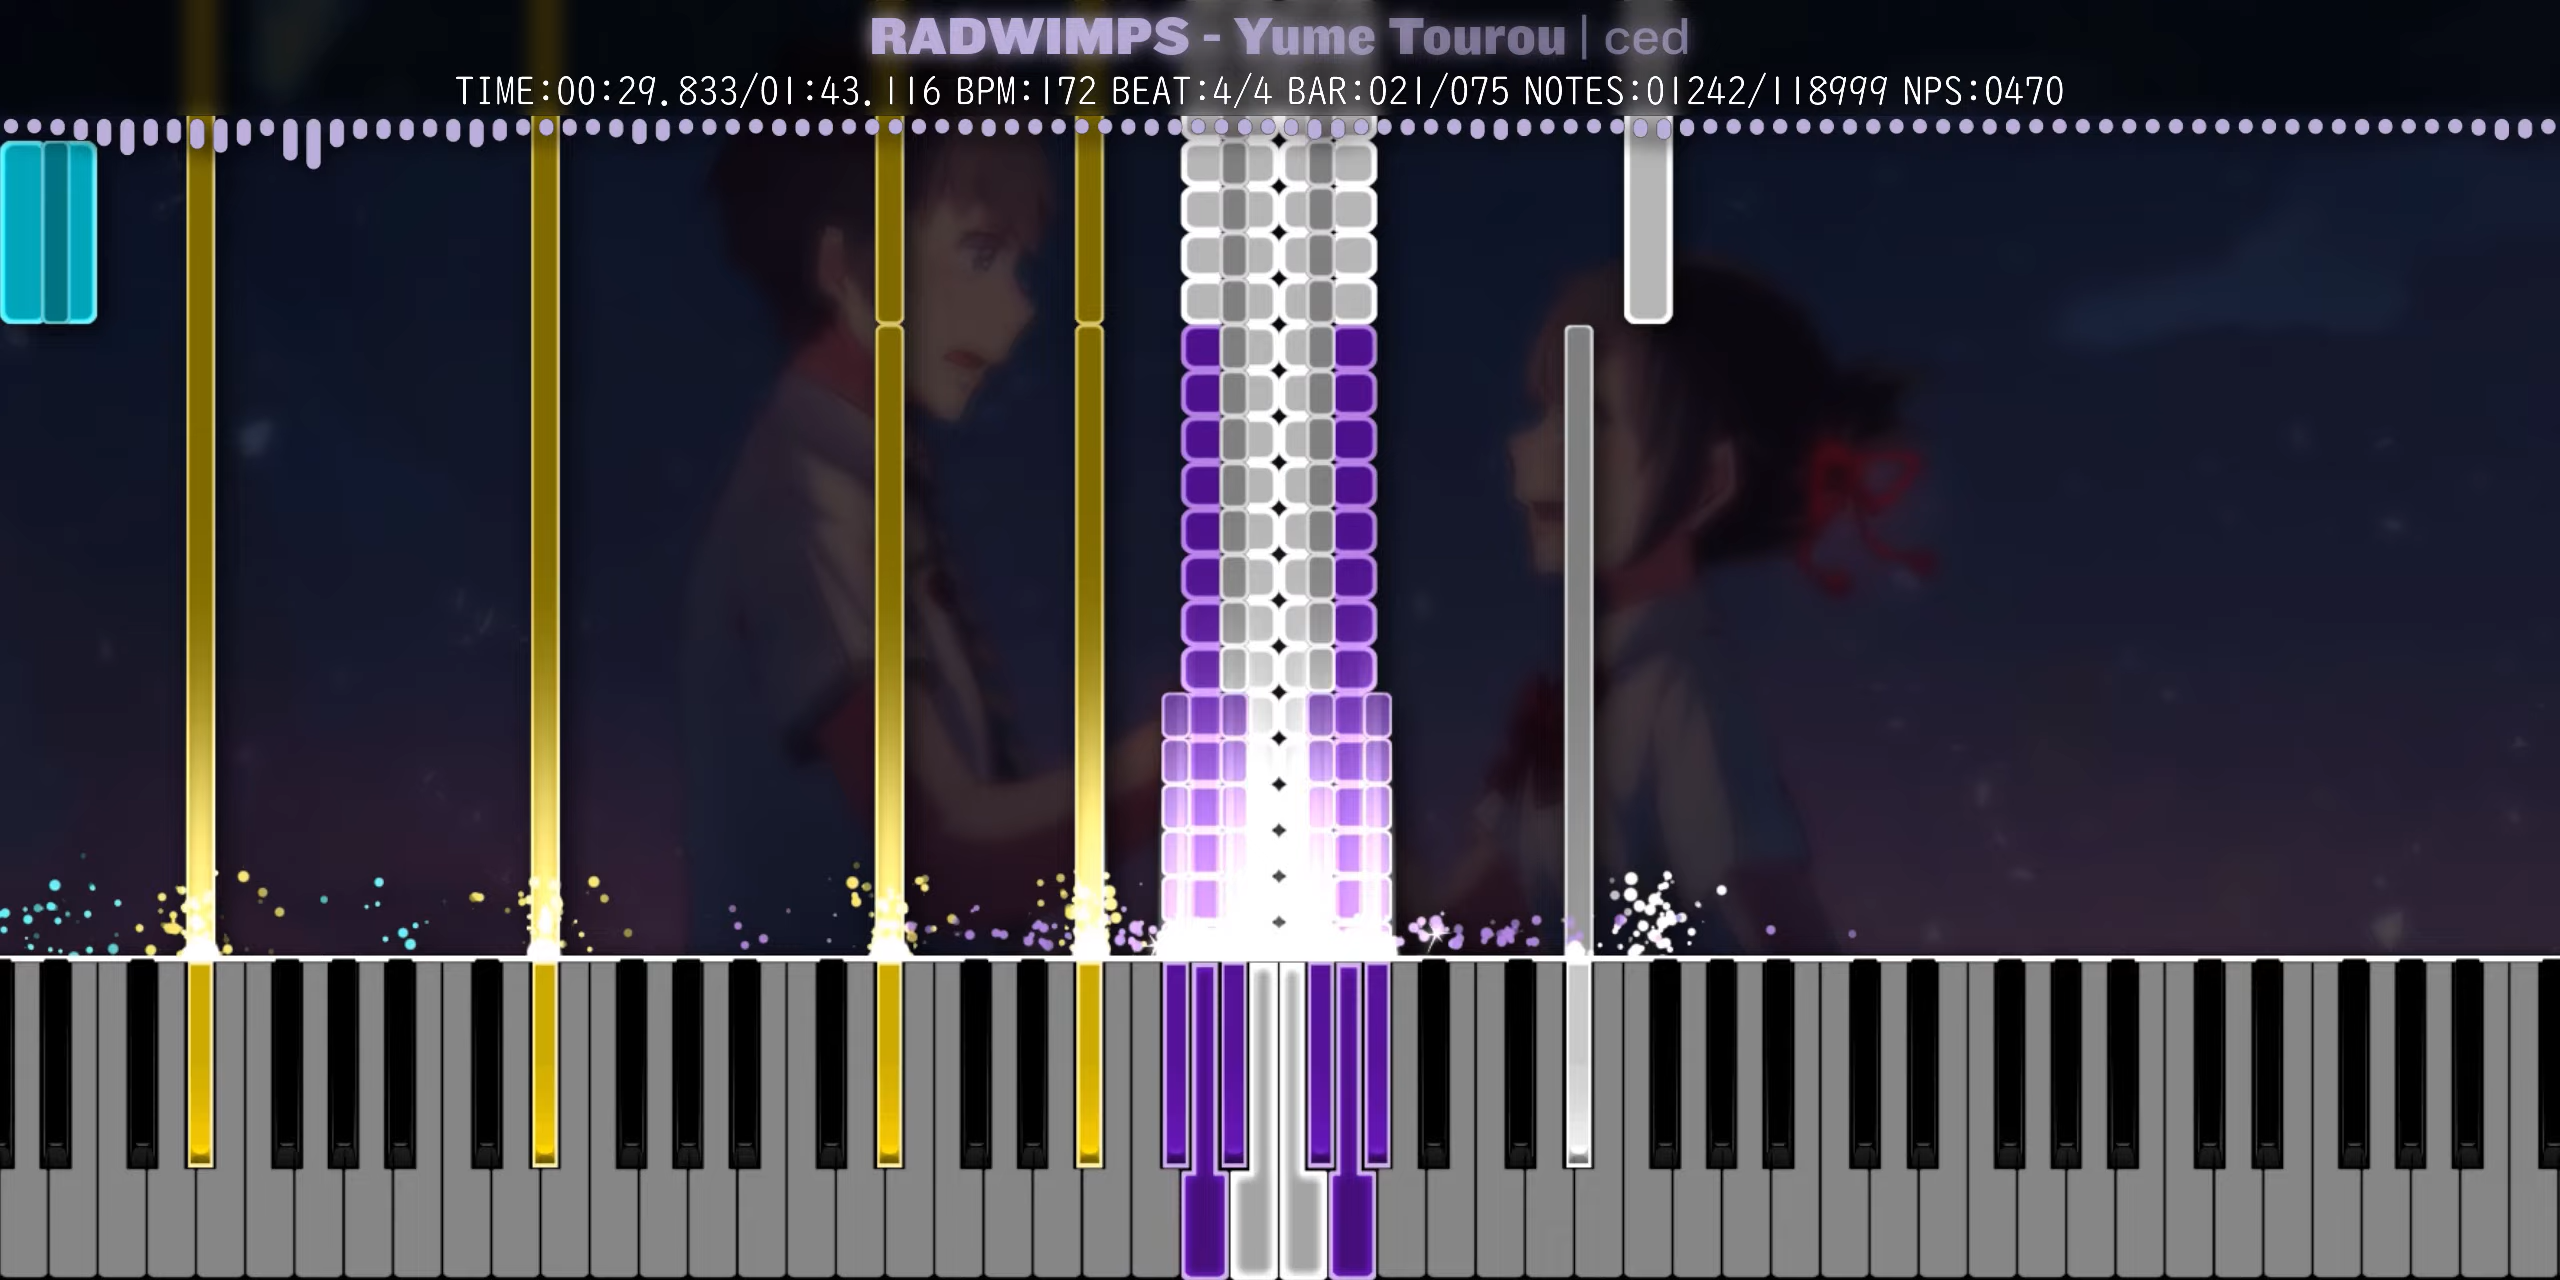 RADWIMPS - Yume Tourou | ced
TIME:00:29.833/01:43.116 BPM:172 BEAT:4/4 BAR:021/075 NOTES:01242/118999 NPS:0470